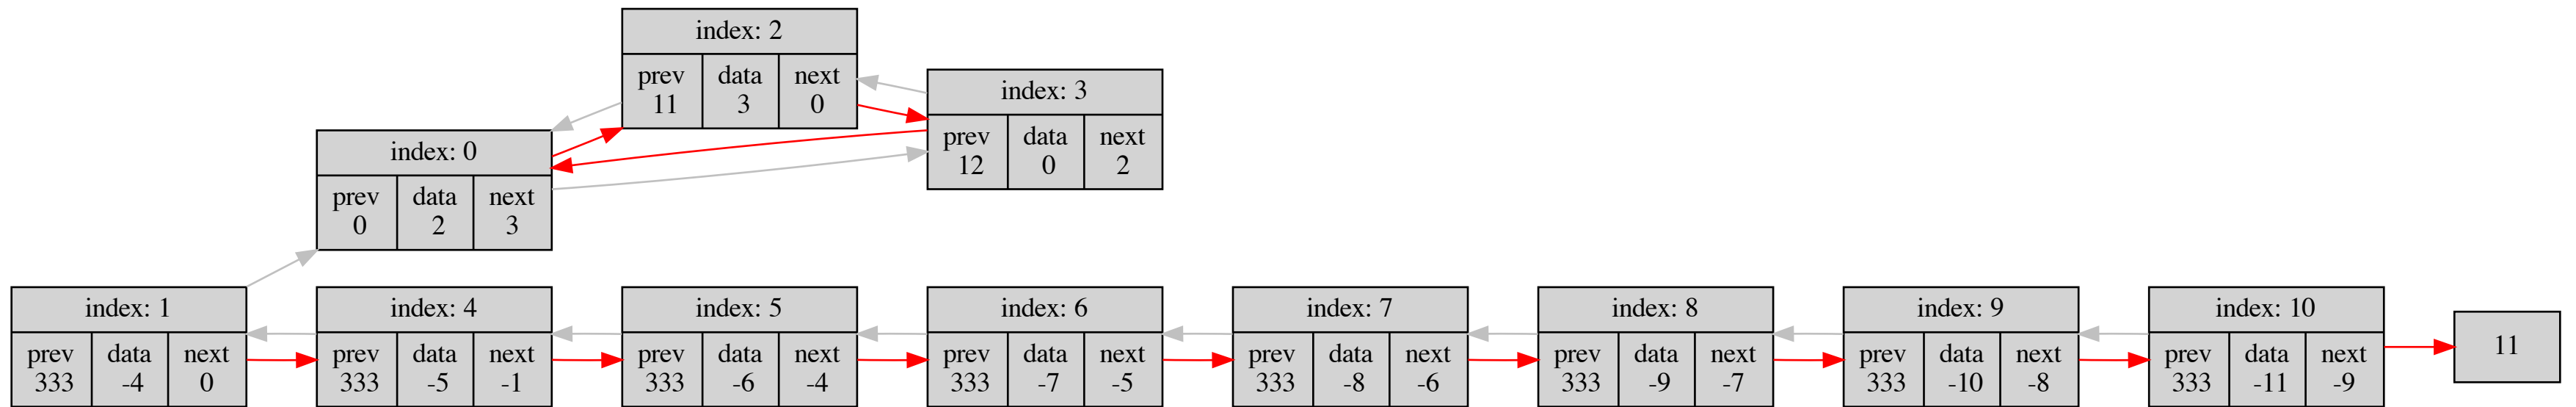 index: 2
prev data next
11 3 0
index: 3
prev data next
12 0 2
index: 0
prev data next
0 2 3
index: 1
prev data next
333 -4 0
index: 4
prev data next
333 -5 -1
index: 5
prev data next
333 -6 -4
index: 6
prev data next
333 -7 -5
index: 7
prev data next
333 -8 -6
index: 8
prev data next
333 -9 -7
index: 9
prev data next
333 -10 -8
index: 10
prev data next
333 -11 -9
11